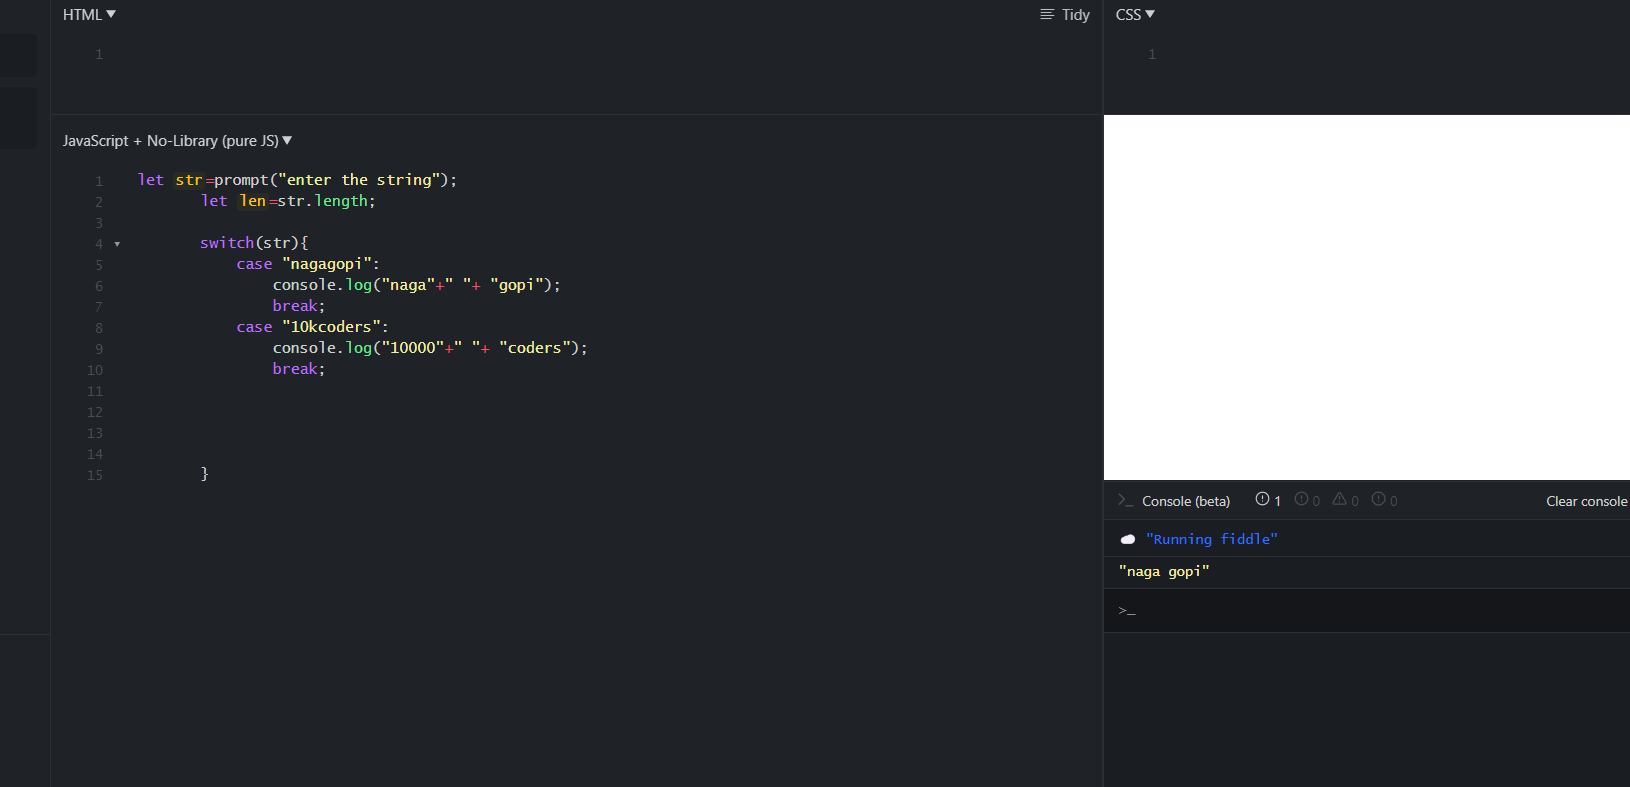 HTML ▼
Tidy
1
JavaScript + No-Library (pure JS) ▼
1 let str=prompt("enter the string");
2 let len=str.length;
3
4 ▾ switch(str){
5 case "nagagopi":
6 console.log("naga"+" "+ "gopi");
7 break;
8 case "10kcoders":
9 console.log("10000"+" "+ "coders");
10 break;
11
12
13
14
15 }
CSS ▼
1
>_ Console (beta) 1 0 0 0 Clear console
"Running fiddle"
"naga gopi"
>_